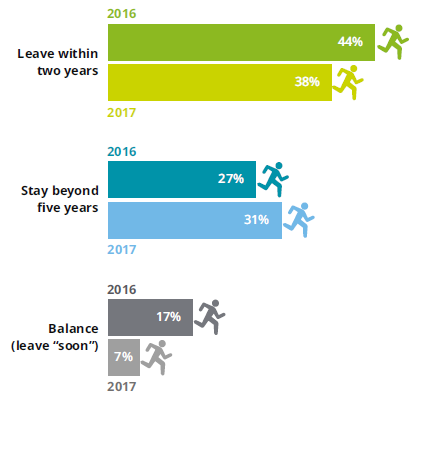 2016
44%
Leave within
two years
38%
2017
2016
27%
Stay beyond
five years
31%
2017
2016
17%
Balance
(leave “soon”)
7%
2017